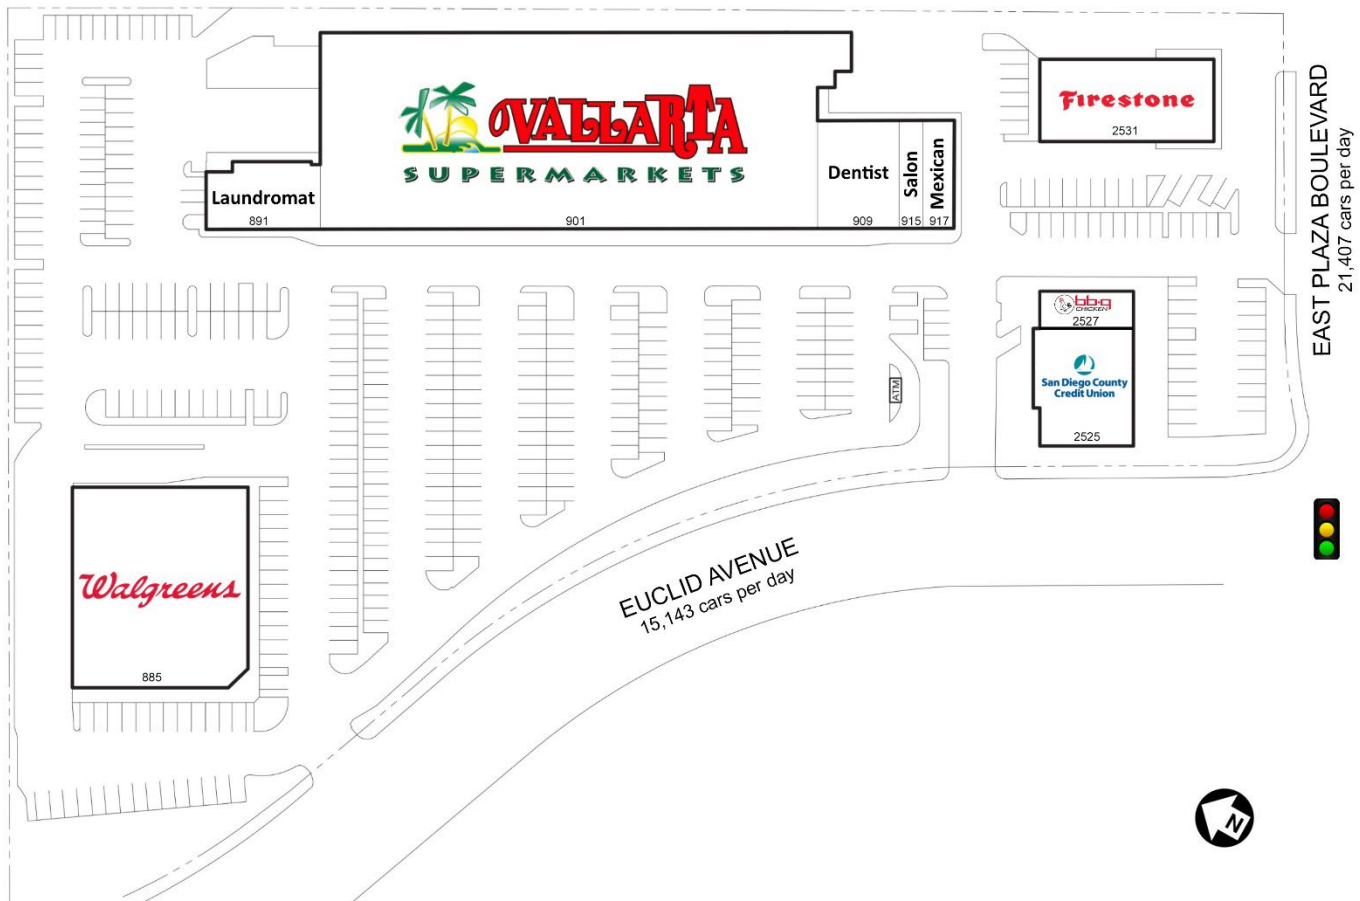 VALLARTA
SUPERMARKETS
Laundromat
891
901
Dentist
909
Salon
915
Mexican
917
Firestone
2531
EAST PLAZA BOULEVARD
21,407 cars per day
bb.q
CHICKEN
2527
San Diego County
Credit Union
2525
ATM
Walgreens
885
EUCLID AVENUE
15,143 cars per day
N